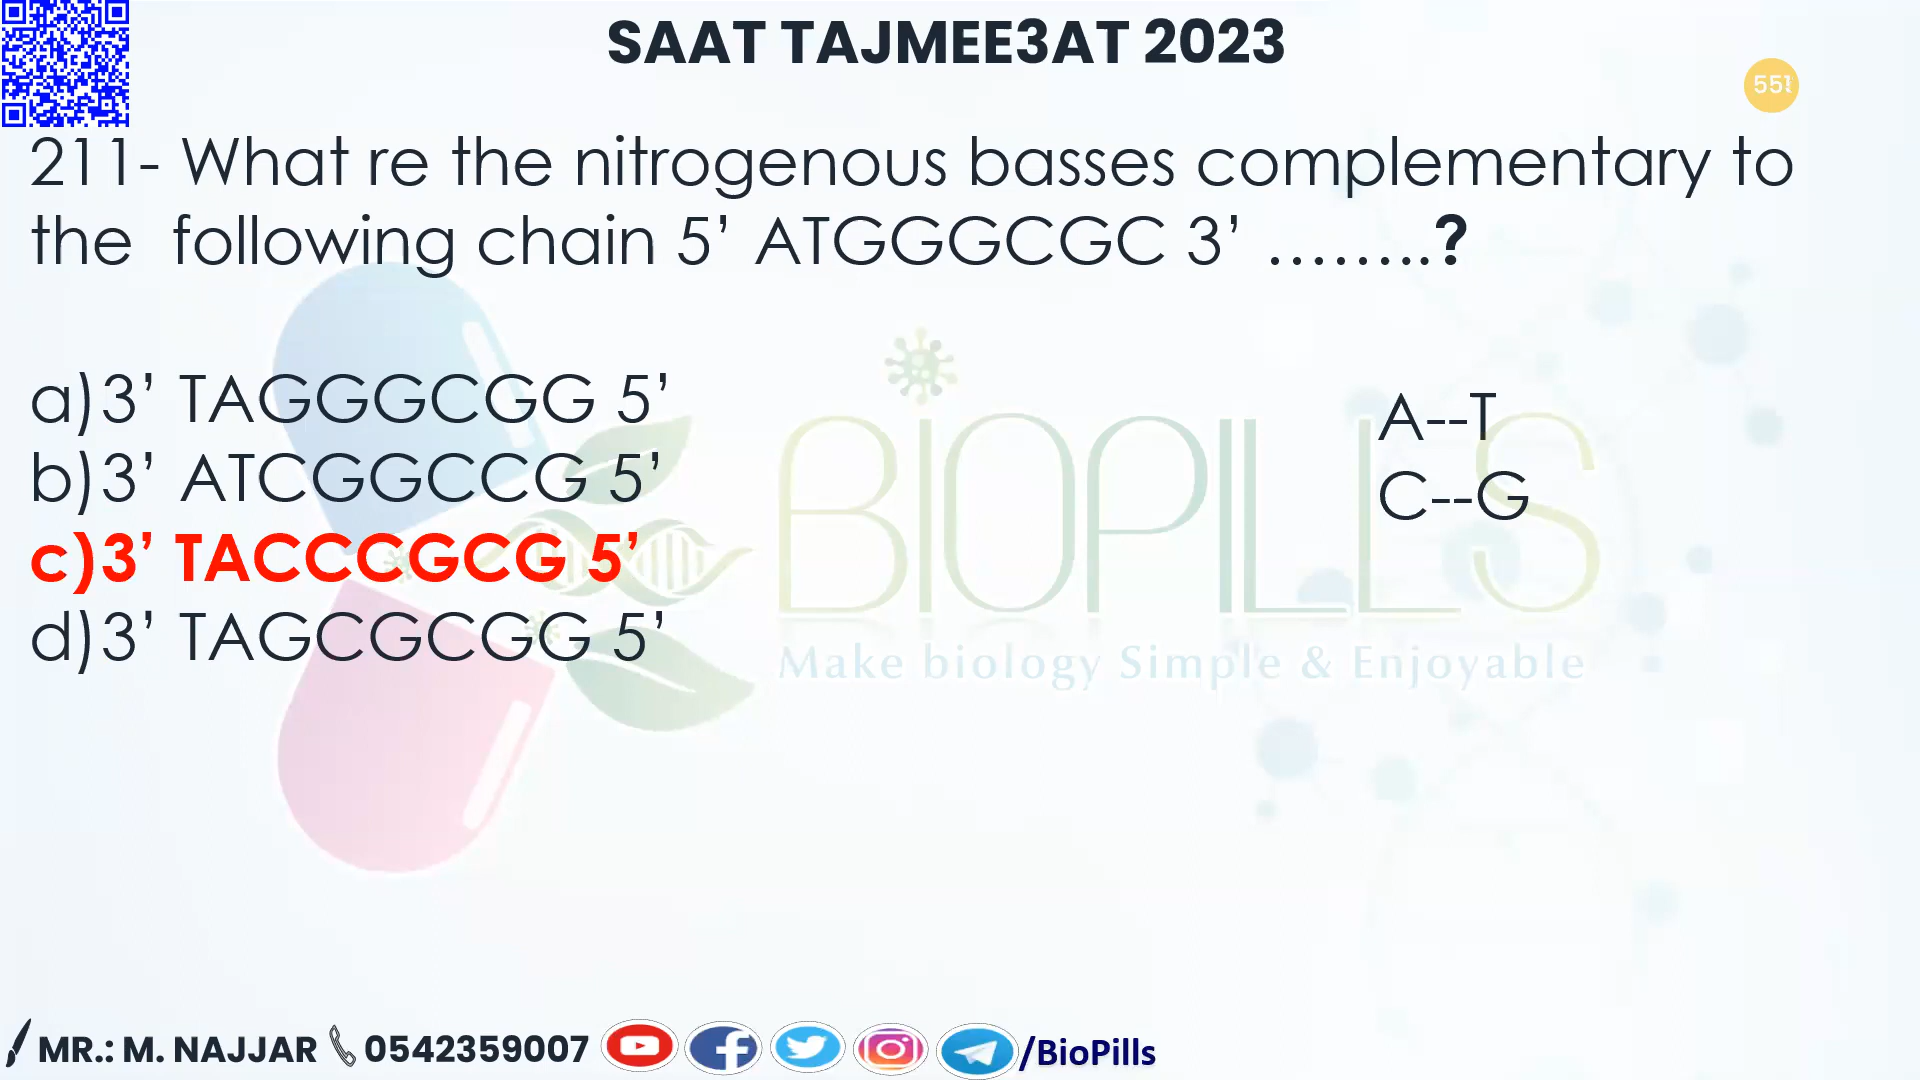 SAAT TAJMEE3AT 2023
211- What re the nitrogenous basses complementary to
the following chain 5’ ATGGGCGC 3’ ........?
a)3’ TAGGGCGG 5’
b)3’ ATCGGCCG 5’
c)3’ TACCCGCG 5’
d)3’ TAGCGCGG 5’
A--T
C--G
BIOPILLS
Make biology Simple & Enjoyable
MR.: M. NAJJAR 0542359007 /BioPills